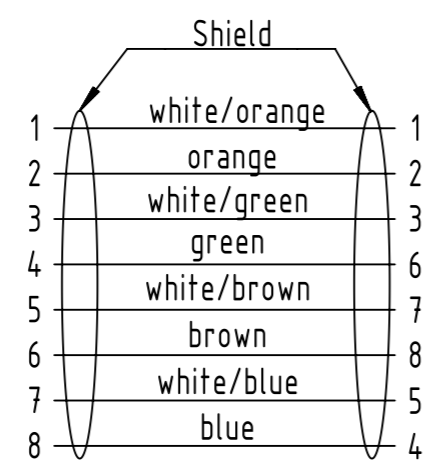 Shield
1 white/orange 1
2 orange 2
3 white/green 3
4 green 6
5 white/brown 7
6 brown 8
7 white/blue 5
8 blue 4